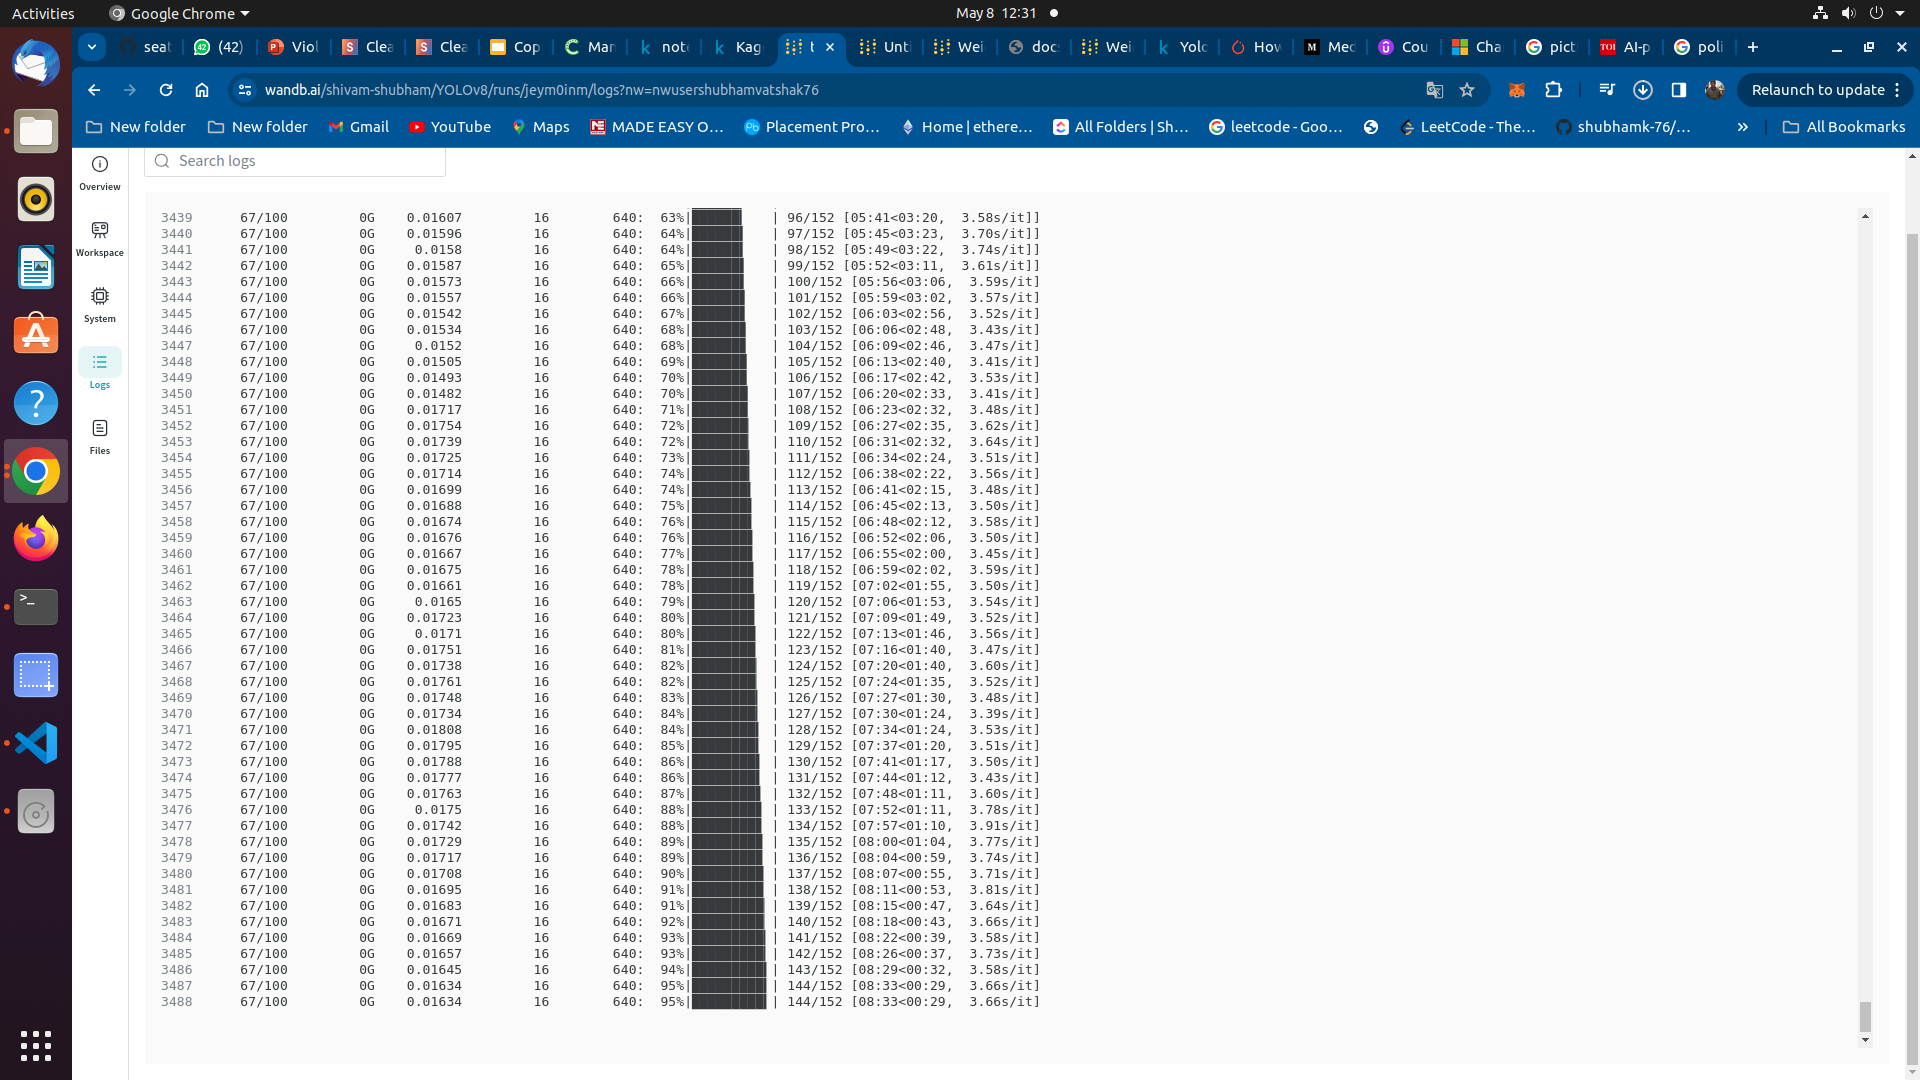 Activities Google Chrome May 8 12:31
seat (42) Viol Clea Clea Cop Man note Kag t Unti Wei doc Wei Yolo How Med Cou Cha pict AI-p poli
wandb.ai/shivam-shubham/YOLOv8/runs/jeym0inm/logs?nw=nwusershubhamvatshak76 Relaunch to update
New folder New folder Gmail YouTube Maps MADE EASY O… Placement Pro… Home | ethere… All Folders | Sh… leetcode - Goo… LeetCode - The… shubhamk-76/… » All Bookmarks
Overview
Workspace
System
Logs
Files
Search logs
3439 67/100 0G 0.01607 16 640: 63%| | 96/152 [05:41<03:20, 3.58s/it]]
3440 67/100 0G 0.01596 16 640: 64%| | 97/152 [05:45<03:23, 3.70s/it]]
3441 67/100 0G 0.0158 16 640: 64%| | 98/152 [05:49<03:22, 3.74s/it]]
3442 67/100 0G 0.01587 16 640: 65%| | 99/152 [05:52<03:11, 3.61s/it]]
3443 67/100 0G 0.01573 16 640: 66%| | 100/152 [05:56<03:06, 3.59s/it]
3444 67/100 0G 0.01557 16 640: 66%| | 101/152 [05:59<03:02, 3.57s/it]
3445 67/100 0G 0.01542 16 640: 67%| | 102/152 [06:03<02:56, 3.52s/it]
3446 67/100 0G 0.01534 16 640: 68%| | 103/152 [06:06<02:48, 3.43s/it]
3447 67/100 0G 0.0152 16 640: 68%| | 104/152 [06:09<02:46, 3.47s/it]
3448 67/100 0G 0.01505 16 640: 69%| | 105/152 [06:13<02:40, 3.41s/it]
3449 67/100 0G 0.01493 16 640: 70%| | 106/152 [06:17<02:42, 3.53s/it]
3450 67/100 0G 0.01482 16 640: 70%| | 107/152 [06:20<02:33, 3.41s/it]
3451 67/100 0G 0.01717 16 640: 71%| | 108/152 [06:23<02:32, 3.48s/it]
3452 67/100 0G 0.01754 16 640: 72%| | 109/152 [06:27<02:35, 3.62s/it]
3453 67/100 0G 0.01739 16 640: 72%| | 110/152 [06:31<02:32, 3.64s/it]
3454 67/100 0G 0.01725 16 640: 73%| | 111/152 [06:34<02:24, 3.51s/it]
3455 67/100 0G 0.01714 16 640: 74%| | 112/152 [06:38<02:22, 3.56s/it]
3456 67/100 0G 0.01699 16 640: 74%| | 113/152 [06:41<02:15, 3.48s/it]
3457 67/100 0G 0.01688 16 640: 75%| | 114/152 [06:45<02:13, 3.50s/it]
3458 67/100 0G 0.01674 16 640: 76%| | 115/152 [06:48<02:12, 3.58s/it]
3459 67/100 0G 0.01676 16 640: 76%| | 116/152 [06:52<02:06, 3.50s/it]
3460 67/100 0G 0.01667 16 640: 77%| | 117/152 [06:55<02:00, 3.45s/it]
3461 67/100 0G 0.01675 16 640: 78%| | 118/152 [06:59<02:02, 3.59s/it]
3462 67/100 0G 0.01661 16 640: 78%| | 119/152 [07:02<01:55, 3.50s/it]
3463 67/100 0G 0.0165 16 640: 79%| | 120/152 [07:06<01:53, 3.54s/it]
3464 67/100 0G 0.01723 16 640: 80%| | 121/152 [07:09<01:49, 3.52s/it]
3465 67/100 0G 0.0171 16 640: 80%| | 122/152 [07:13<01:46, 3.56s/it]
3466 67/100 0G 0.01751 16 640: 81%| | 123/152 [07:16<01:40, 3.47s/it]
3467 67/100 0G 0.01738 16 640: 82%| | 124/152 [07:20<01:40, 3.60s/it]
3468 67/100 0G 0.01761 16 640: 82%| | 125/152 [07:24<01:35, 3.52s/it]
3469 67/100 0G 0.01748 16 640: 83%| | 126/152 [07:27<01:30, 3.48s/it]
3470 67/100 0G 0.01734 16 640: 84%| | 127/152 [07:30<01:24, 3.39s/it]
3471 67/100 0G 0.01808 16 640: 84%| | 128/152 [07:34<01:24, 3.53s/it]
3472 67/100 0G 0.01795 16 640: 85%| | 129/152 [07:37<01:20, 3.51s/it]
3473 67/100 0G 0.01788 16 640: 86%| | 130/152 [07:41<01:17, 3.50s/it]
3474 67/100 0G 0.01777 16 640: 86%| | 131/152 [07:44<01:12, 3.43s/it]
3475 67/100 0G 0.01763 16 640: 87%| | 132/152 [07:48<01:11, 3.60s/it]
3476 67/100 0G 0.0175 16 640: 88%| | 133/152 [07:52<01:11, 3.78s/it]
3477 67/100 0G 0.01742 16 640: 88%| | 134/152 [07:57<01:10, 3.91s/it]
3478 67/100 0G 0.01729 16 640: 89%| | 135/152 [08:00<01:04, 3.77s/it]
3479 67/100 0G 0.01717 16 640: 89%| | 136/152 [08:04<00:59, 3.74s/it]
3480 67/100 0G 0.01708 16 640: 90%| | 137/152 [08:07<00:55, 3.71s/it]
3481 67/100 0G 0.01695 16 640: 91%| | 138/152 [08:11<00:53, 3.81s/it]
3482 67/100 0G 0.01683 16 640: 91%| | 139/152 [08:15<00:47, 3.64s/it]
3483 67/100 0G 0.01671 16 640: 92%| | 140/152 [08:18<00:43, 3.66s/it]
3484 67/100 0G 0.01669 16 640: 93%| | 141/152 [08:22<00:39, 3.58s/it]
3485 67/100 0G 0.01657 16 640: 93%| | 142/152 [08:26<00:37, 3.73s/it]
3486 67/100 0G 0.01645 16 640: 94%| | 143/152 [08:29<00:32, 3.58s/it]
3487 67/100 0G 0.01634 16 640: 95%| | 144/152 [08:33<00:29, 3.66s/it]
3488 67/100 0G 0.01634 16 640: 95%| | 144/152 [08:33<00:29, 3.66s/it]